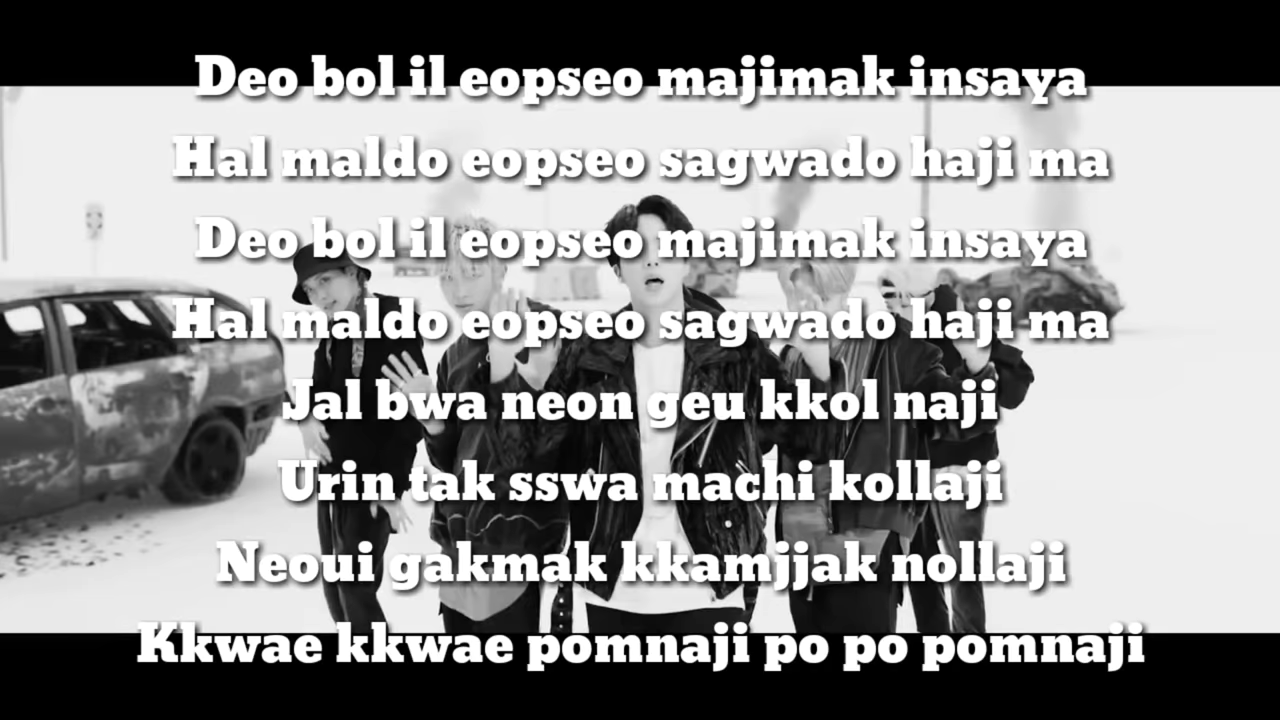 Deo bol il eopseo majimak insaya
Hal maldo eopseo sagwado haji ma
Deo bol il eopseo majimak insaya
Hal maldo eopseo sagwado haji ma
Jal bwa neon geu kkol naji
Urin tak sswa machi kollaji
Neoui gakmak kkamjjak nollaji
Kkwae kkwae pomnaji po po pomnaji